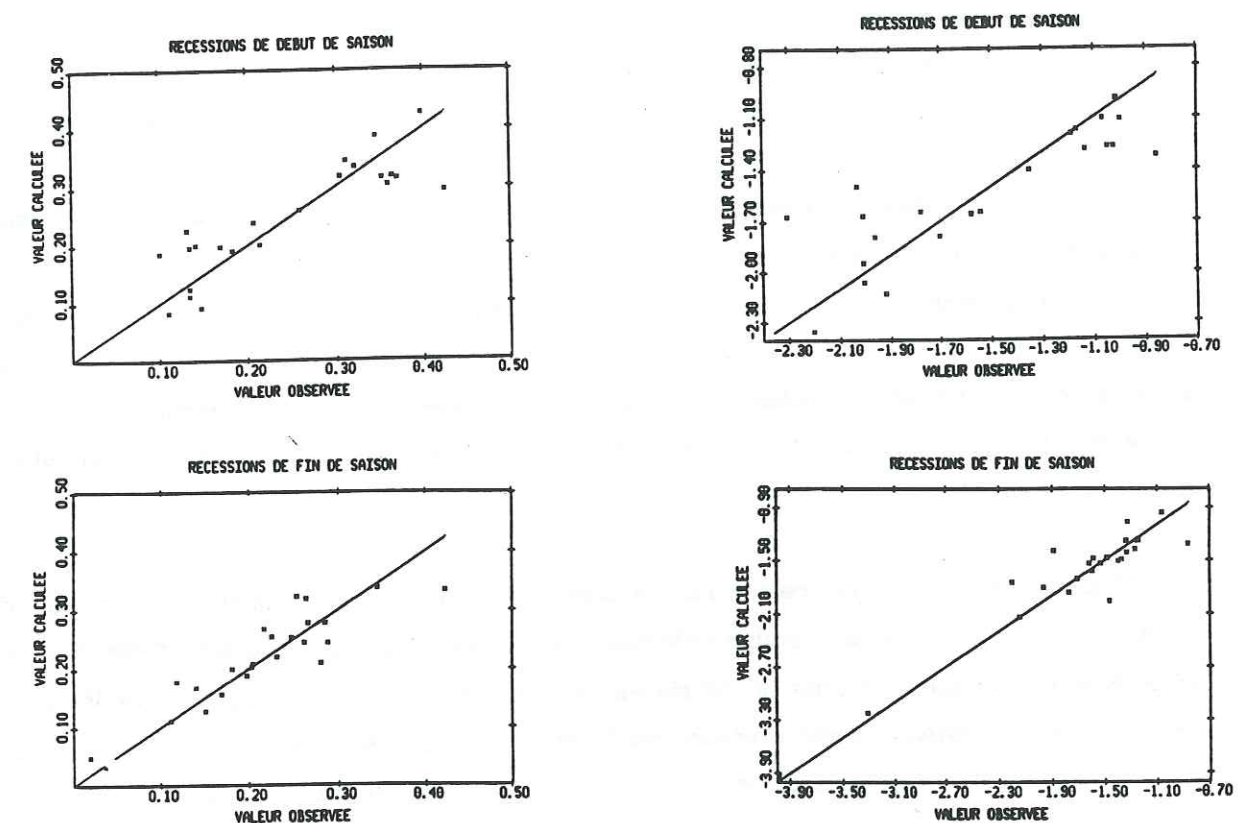 RECESSIONS DE DEBUT DE SAISON
0.50
0.40
0.30
0.20
0.10
VALEUR CALCULEE
0.10 0.20 0.30 0.40 0.50
VALEUR OBSERVEE
RECESSIONS DE DEBUT DE SAISON
-0.80
-1.10
-1.40
-1.70
-2.00
-2.30
VALEUR CALCULEE
-2.30 -2.10 -1.90 -1.70 -1.50 -1.30 -1.10 -0.90 -0.70
VALEUR OBSERVEE
RECESSIONS DE FIN DE SAISON
0.50
0.40
0.30
0.20
0.10
VALEUR CALCULEE
0.10 0.20 0.30 0.40 0.50
VALEUR OBSERVEE
RECESSIONS DE FIN DE SAISON
-0.90
-1.50
-2.10
-2.70
-3.30
-3.90
VALEUR CALCULEE
-3.90 -3.50 -3.10 -2.70 -2.30 -1.90 -1.50 -1.10 -0.70
VALEUR OBSERVEE